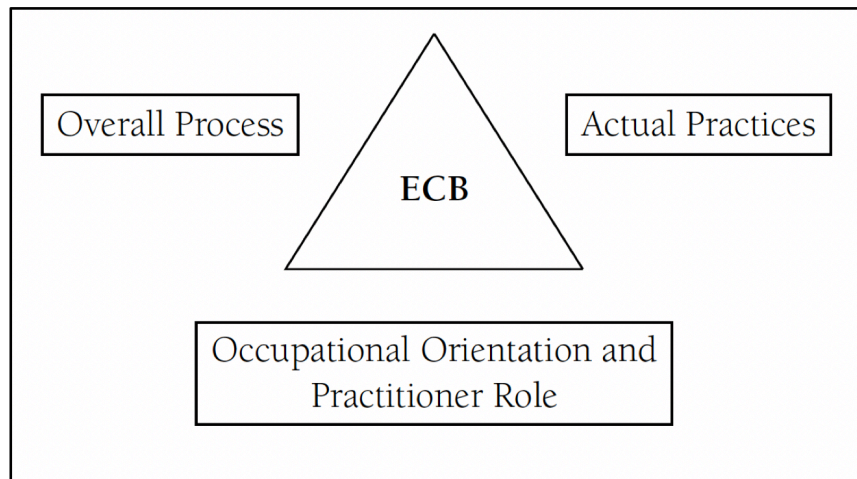 Overall Process
Actual Practices
ECB
Occupational Orientation and
Practitioner Role